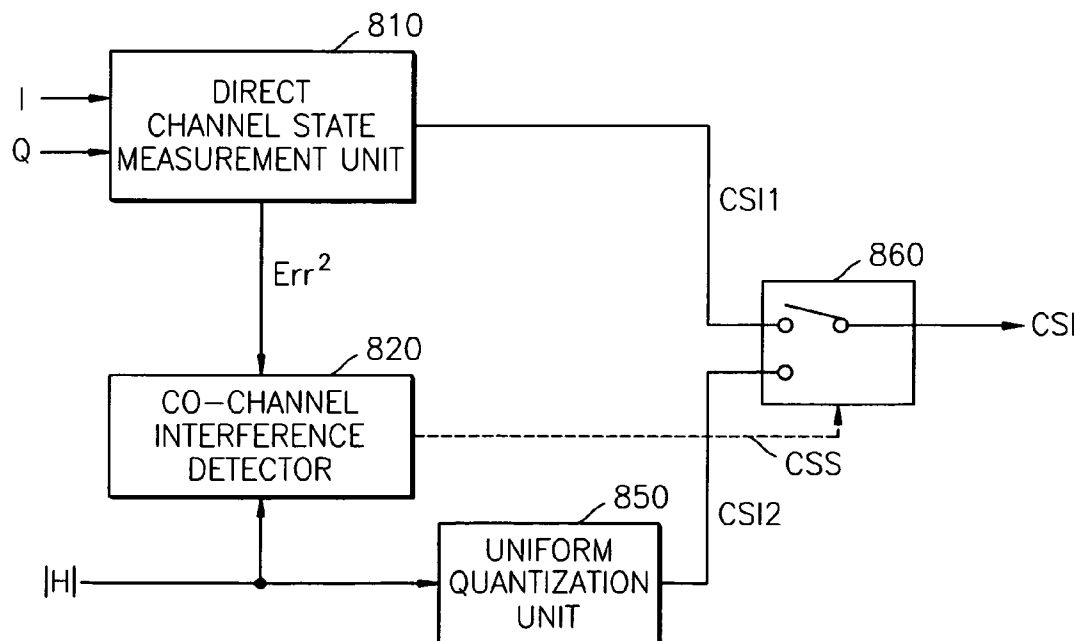 810
I
Q
DIRECT
CHANNEL STATE
MEASUREMENT UNIT
CSI1
Err²
860
CSI
820
CO-CHANNEL
INTERFERENCE
DETECTOR
CSS
CSI2
850
|H|
UNIFORM
QUANTIZATION
UNIT